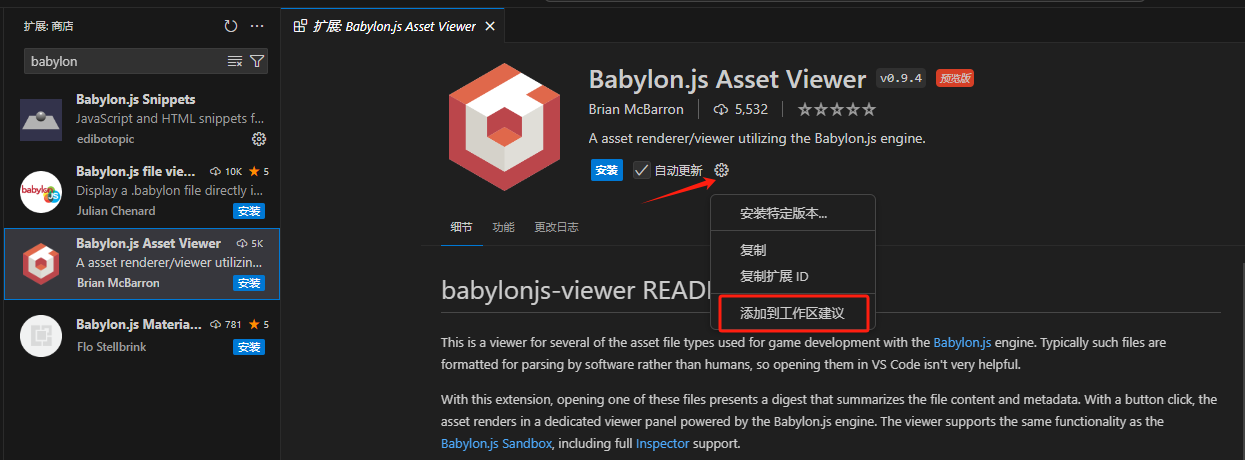 扩展: 商店
babylon
Babylon.js Snippets
JavaScript and HTML snippets f...
edibotopic
Babylon.js file vie... 10K 5
Display a .babylon file directly i...
Julian Chenard 安装
Babylon.js Asset Viewer 5K
A asset renderer/viewer utilizin...
Brian McBarron 安装
Babylon.js Materia... 781 5
Flo Stellbrink 安装
扩展: Babylon.js Asset Viewer
Babylon.js Asset Viewer v0.9.4 预览版
Brian McBarron 5,532
A asset renderer/viewer utilizing the Babylon.js engine.
安装 自动更新
安装特定版本...
复制
复制扩展 ID
添加到工作区建议
细节 功能 更改日志
babylonjs-viewer READ
This is a viewer for several of the asset file types used for game development with the Babylon.js engine. Typically such files are
formatted for parsing by software rather than humans, so opening them in VS Code isn't very helpful.
With this extension, opening one of these files presents a digest that summarizes the file content and metadata. With a button click, the
asset renders in a dedicated viewer panel powered by the Babylon.js engine. The viewer supports the same functionality as the
Babylon.js Sandbox, including full Inspector support.